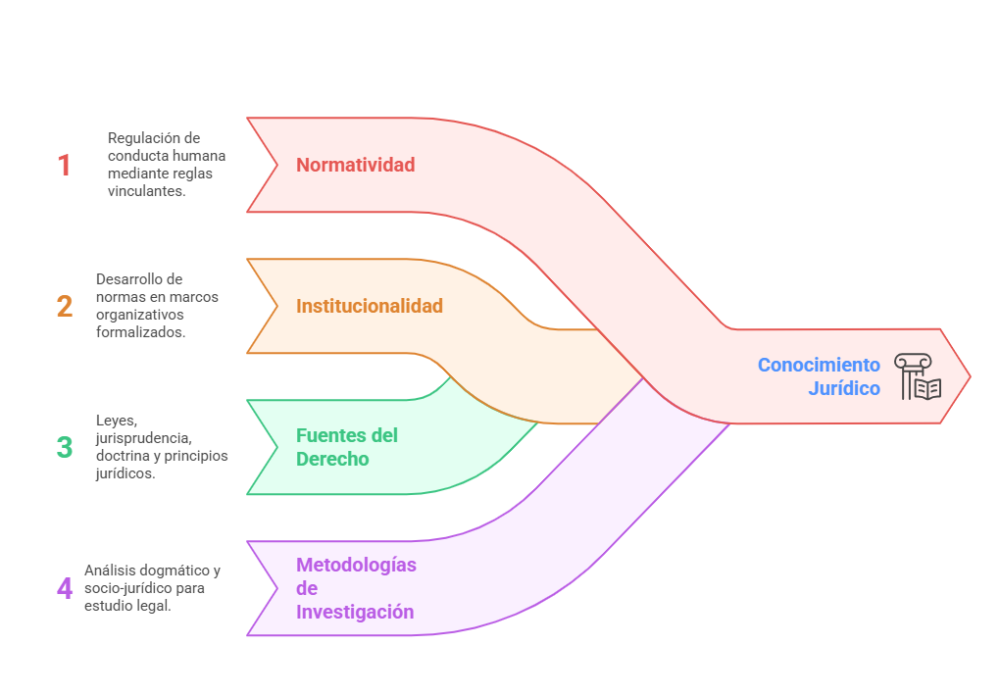 1
Regulación de
conducta humana
mediante reglas
vinculantes.
Normatividad
2
Desarrollo de
normas en marcos
organizativos
formalizados.
Institucionalidad
3
Leyes,
jurisprudencia,
doctrina y principios
jurídicos.
Fuentes del
Derecho
4
Análisis dogmático y
socio-jurídico para
estudio legal.
Metodologías
de
Investigación
Conocimiento
Jurídico